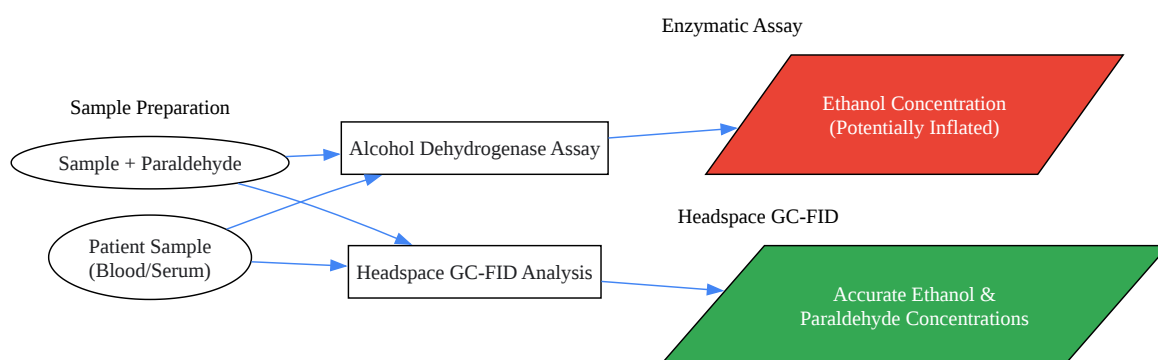 Enzymatic Assay
Sample Preparation
Ethanol Concentration
(Potentially Inflated)
Alcohol Dehydrogenase Assay
Sample + Paraldehyde
Headspace GC-FID
Patient Sample
(Blood/Serum)
Headspace GC-FID Analysis
Accurate Ethanol &
Paraldehyde Concentrations